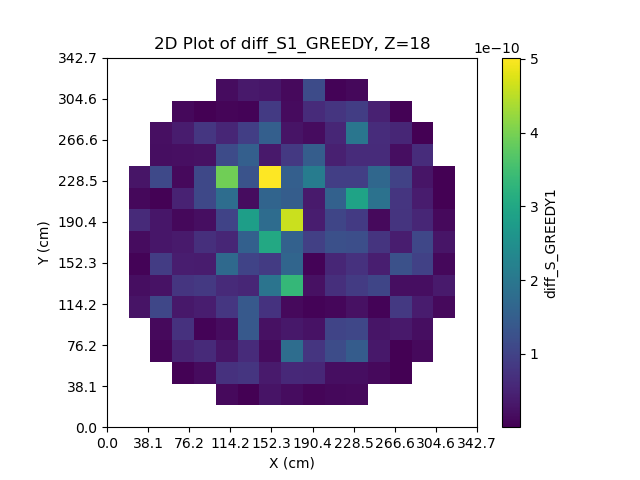 2D Plot of diff_S1_GREEDY, Z=18
1e−10
342.7
304.6
266.6
228.5
190.4
152.3
114.2
76.2
38.1
0.0
Y (cm)
0.0 38.1 76.2 114.2 152.3 190.4 228.5 266.6 304.6 342.7
X (cm)
5
4
3
2
1
diff_S_GREEDY1